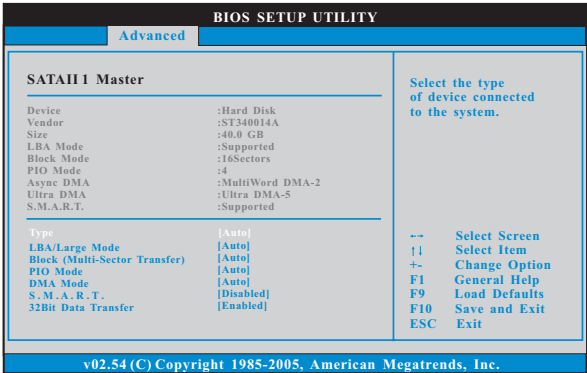 BIOS SETUP UTILITY
Advanced
SATAII 1 Master
Device :Hard Disk
Vendor :ST340014A
Size :40.0 GB
LBA Mode :Supported
Block Mode :16Sectors
PIO Mode :4
Async DMA :MultiWord DMA-2
Ultra DMA :Ultra DMA-5
S.M.A.R.T. :Supported
Type [Auto]
LBA/Large Mode [Auto]
Block (Multi-Sector Transfer) [Auto]
PIO Mode [Auto]
DMA Mode [Auto]
S.M.A.R.T. [Disabled]
32Bit Data Transfer [Enabled]
Select the type
of device connected
to the system.
←→ Select Screen
↑↓ Select Item
+- Change Option
F1 General Help
F9 Load Defaults
F10 Save and Exit
ESC Exit
v02.54 (C) Copyright 1985-2005, American Megatrends, Inc.